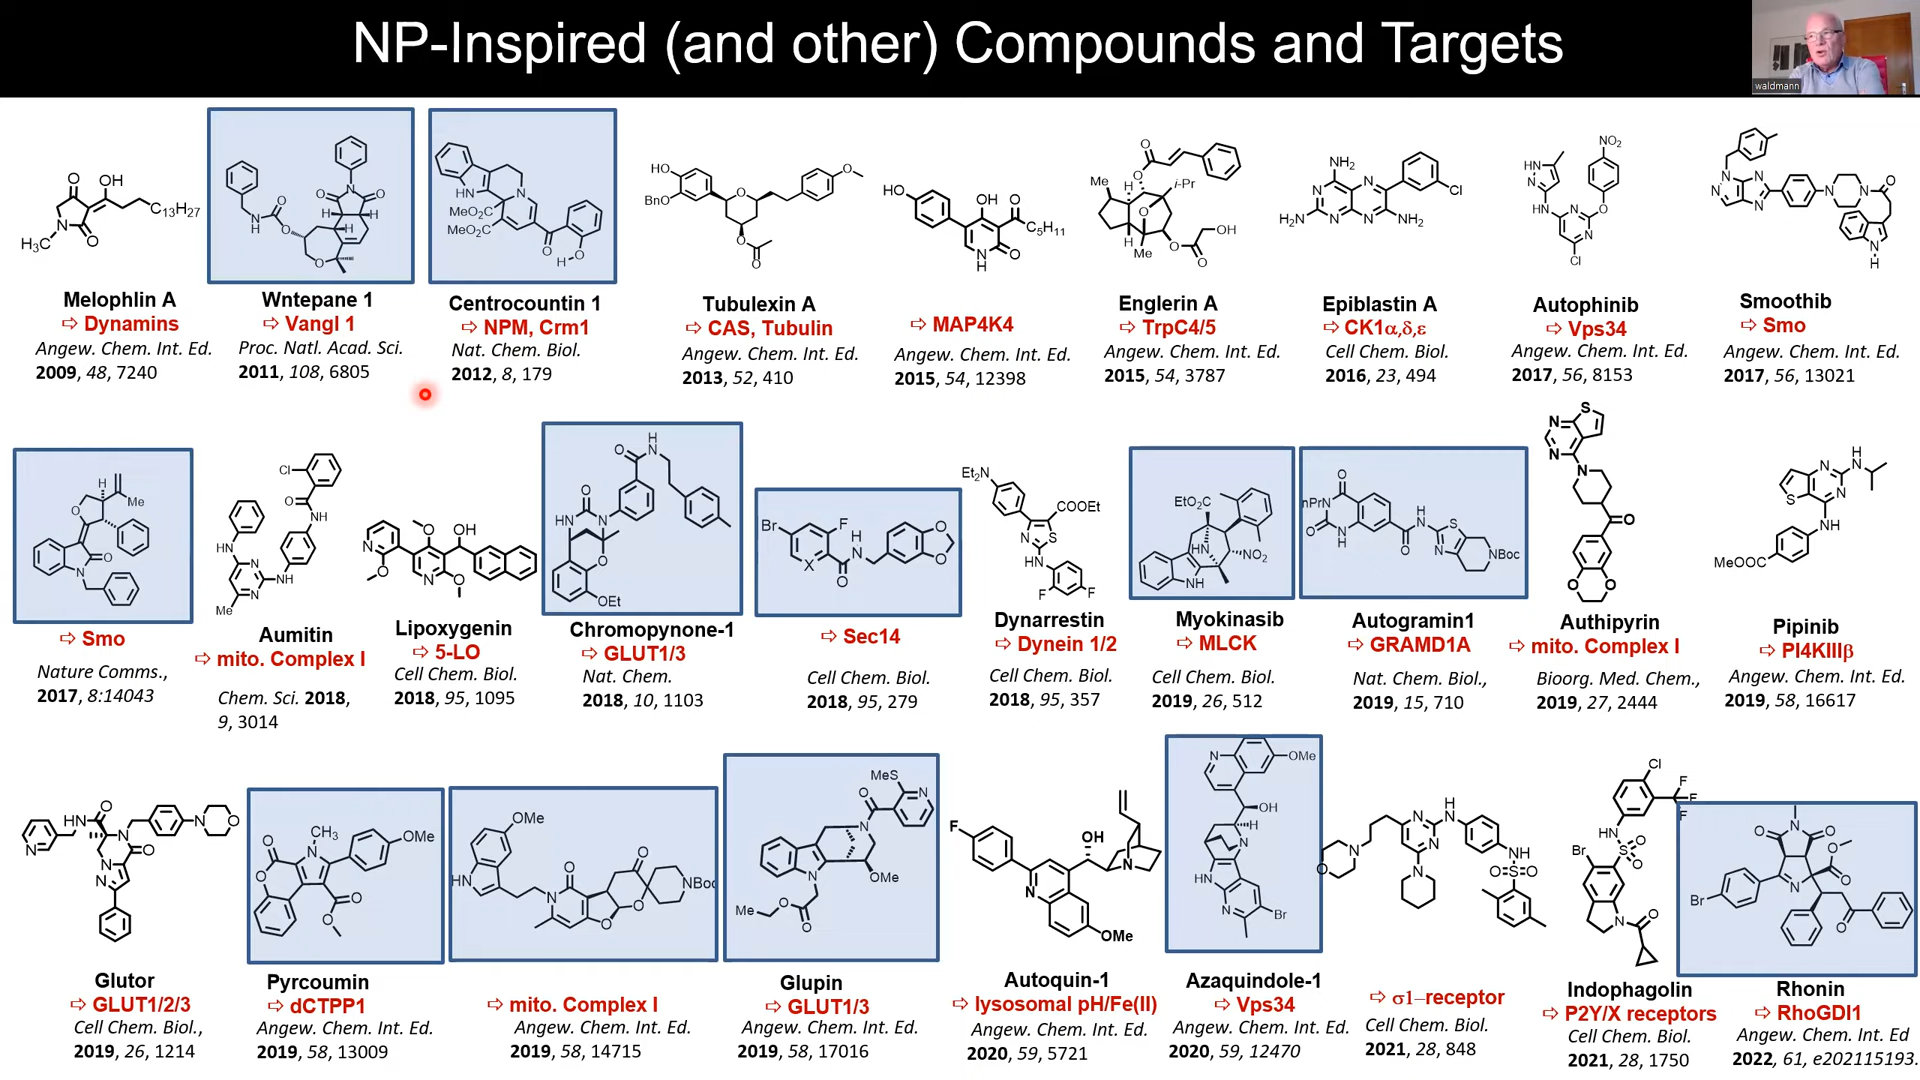 NP-Inspired (and other) Compounds and Targets
waldmann
Melophlin A
⇨ Dynamins
Angew. Chem. Int. Ed.
2009, 48, 7240
Wntepane 1
⇨ Vangl 1
Proc. Natl. Acad. Sci.
2011, 108, 6805
Centrocountin 1
⇨ NPM, Crm1
Nat. Chem. Biol.
2012, 8, 179
Tubulexin A
⇨ CAS, Tubulin
Angew. Chem. Int. Ed.
2013, 52, 410
⇨ MAP4K4
Angew. Chem. Int. Ed.
2015, 54, 12398
Englerin A
⇨ TrpC4/5
Angew. Chem. Int. Ed.
2015, 54, 3787
Epiblastin A
⇨ CK1α,δ,ε
Cell Chem. Biol.
2016, 23, 494
Autophinib
⇨ Vps34
Angew. Chem. Int. Ed.
2017, 56, 8153
Smoothib
⇨ Smo
Angew. Chem. Int. Ed.
2017, 56, 13021
⇨ Smo
Nature Comms.,
2017, 8:14043
Aumitin
⇨ mito. Complex I
Chem. Sci. 2018,
9, 3014
Lipoxygenin
⇨ 5-LO
Cell Chem. Biol.
2018, 95, 1095
Chromopynone-1
⇨ GLUT1/3
Nat. Chem.
2018, 10, 1103
⇨ Sec14
Cell Chem. Biol.
2018, 95, 279
Dynarrestin
⇨ Dynein 1/2
Cell Chem. Biol.
2018, 95, 357
Myokinasib
⇨ MLCK
Cell Chem. Biol.
2019, 26, 512
Autogramin1
⇨ GRAMD1A
Nat. Chem. Biol.,
2019, 15, 710
Authipyrin
⇨ mito. Complex I
Bioorg. Med. Chem.,
2019, 27, 2444
Pipinib
⇨ PI4KIIIβ
Angew. Chem. Int. Ed.
2019, 58, 16617
Glutor
⇨ GLUT1/2/3
Cell Chem. Biol.,
2019, 26, 1214
Pyrcoumin
⇨ dCTPP1
Angew. Chem. Int. Ed.
2019, 58, 13009
⇨ mito. Complex I
Angew. Chem. Int. Ed.
2019, 58, 14715
Glupin
⇨ GLUT1/3
Angew. Chem. Int. Ed.
2019, 58, 17016
Autoquin-1
⇨ lysosomal pH/Fe(II)
Angew. Chem. Int. Ed.
2020, 59, 5721
Azaquindole-1
⇨ Vps34
Angew. Chem. Int. Ed.
2020, 59, 12470
⇨ σ1–receptor
Cell Chem. Biol.
2021, 28, 848
Indophagolin
⇨ P2Y/X receptors
Cell Chem. Biol.
2021, 28, 1750
Rhonin
⇨ RhoGDI1
Angew. Chem. Int. Ed
2022, 61, e202115193.